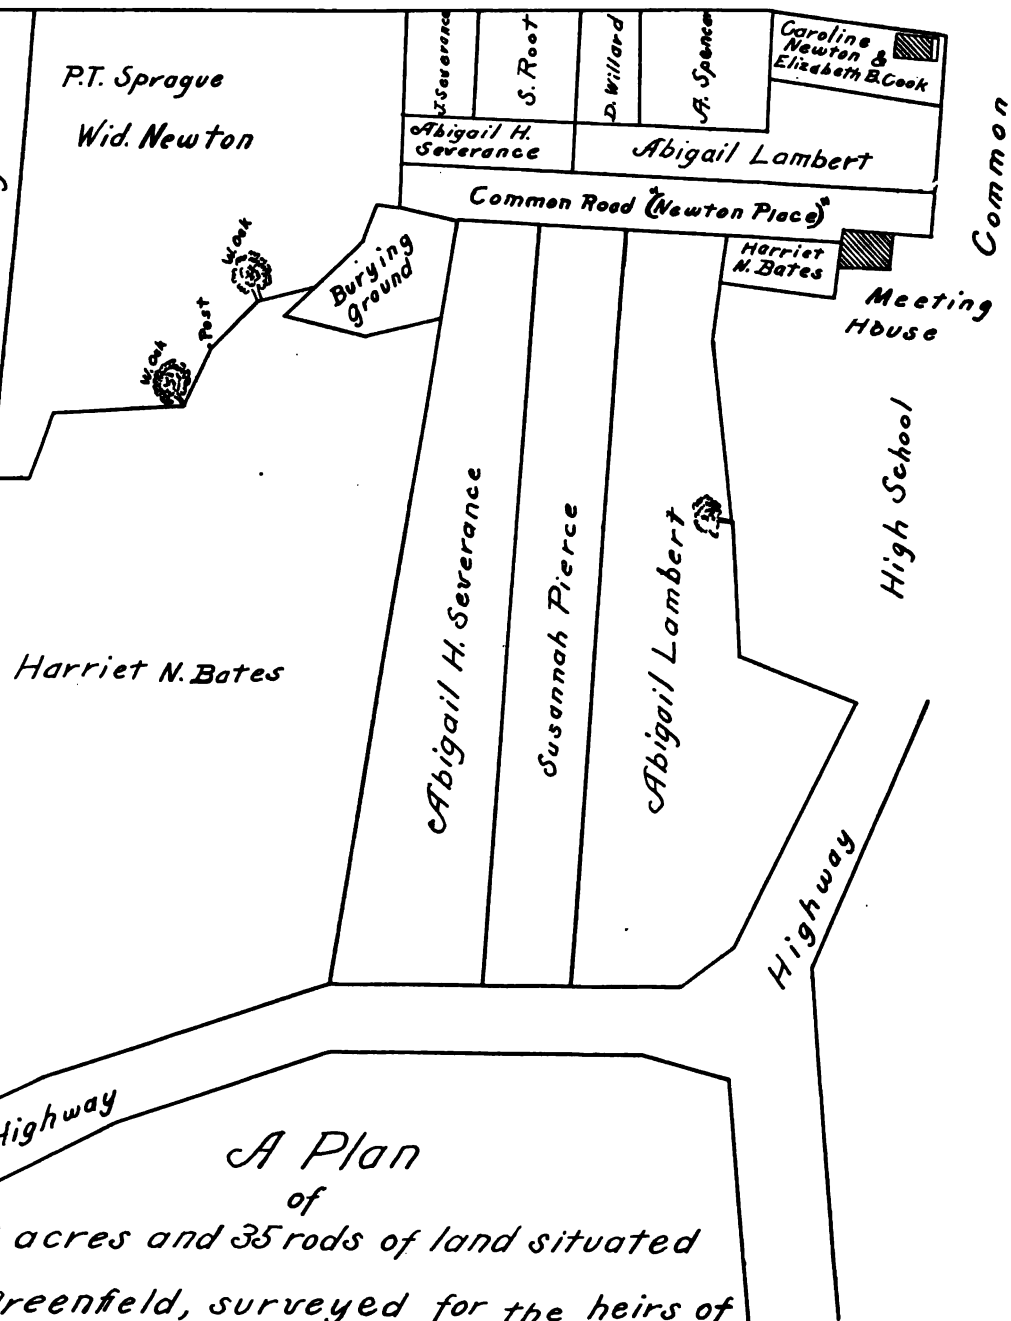 J. Severance
S. Root
D. Willard
A. Spencer
Caroline
Newton &
Elizabeth B. Cook
P.T. Sprague
Wid. Newton
Abigail H.
Severance
Abigail Lambert
Common
Common Road ("Newton Place")
Burying
ground
Harriet
N. Bates
Meeting
House
W. Oak
Post
W. Oak
High School
Abigail H. Severance
Susannah Pierce
Abigail Lambert
Harriet N. Bates
Highway
Highway
A Plan
of
acres and 35 rods of land situated
Greenfield, surveyed for the heirs of